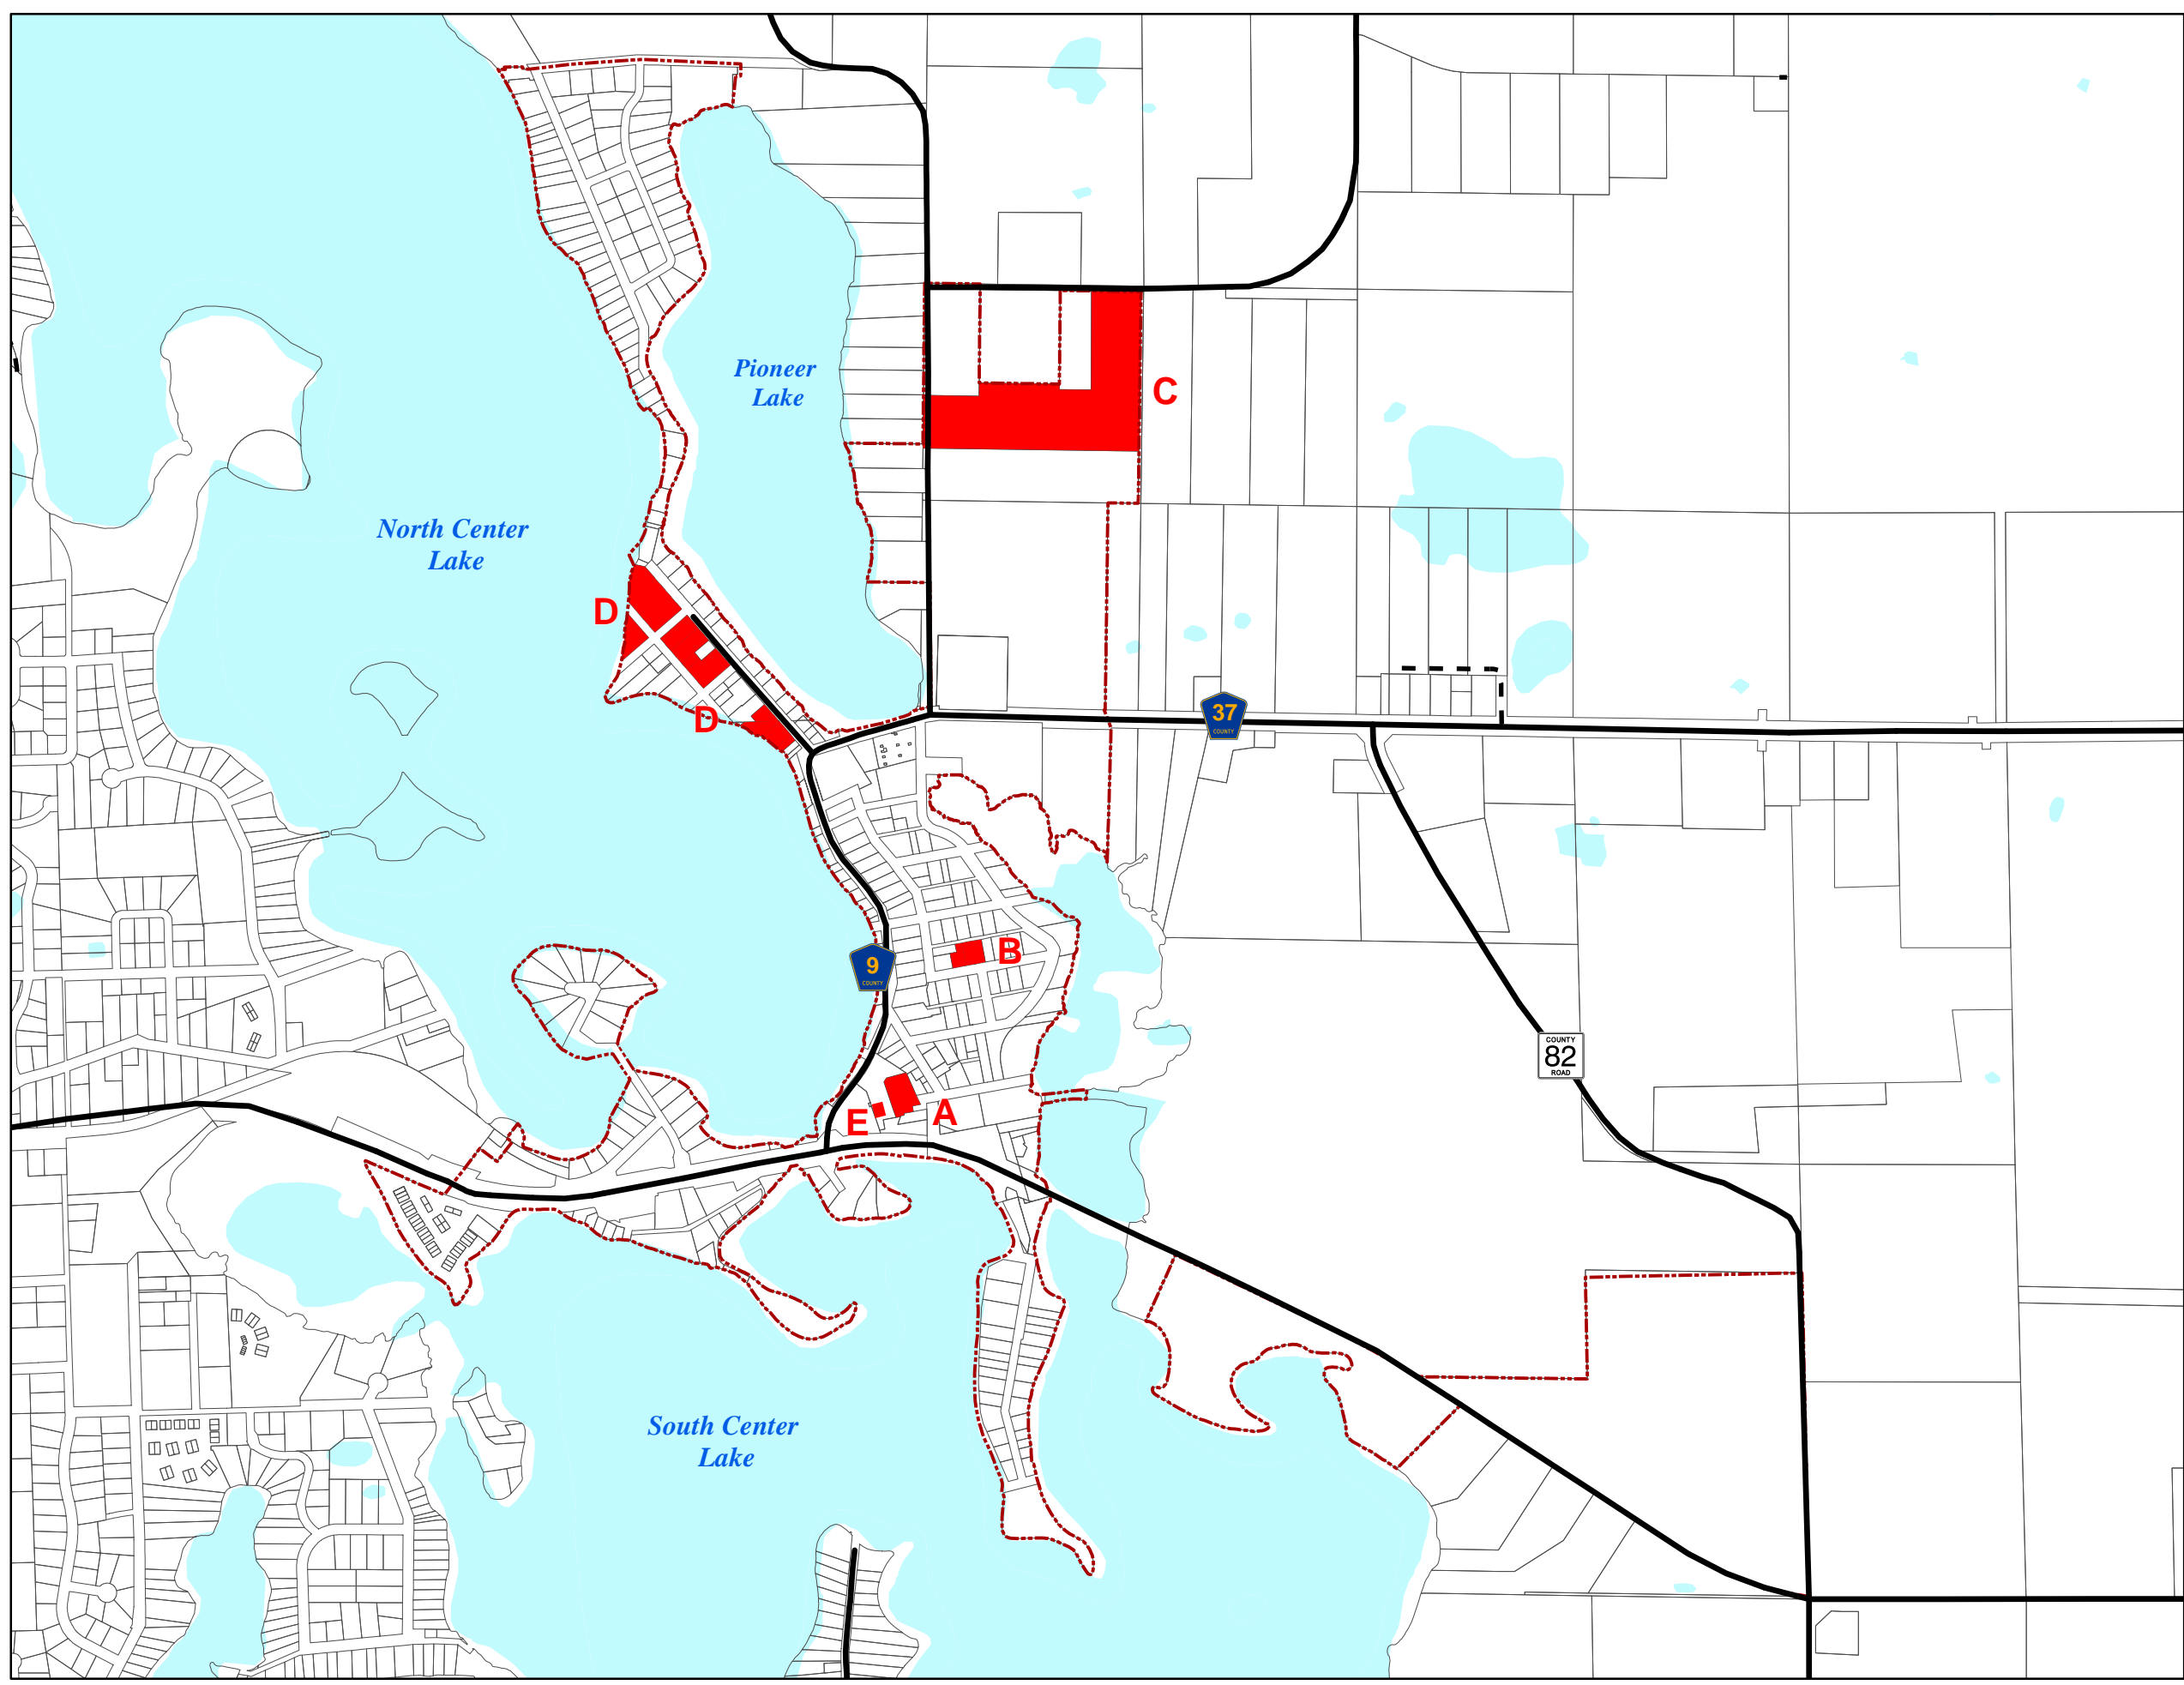 Pioneer
Lake
C
North Center
Lake
D
D
37
COUNTY
B
9
COUNTY
COUNTY
82
ROAD
E
A
South Center
Lake